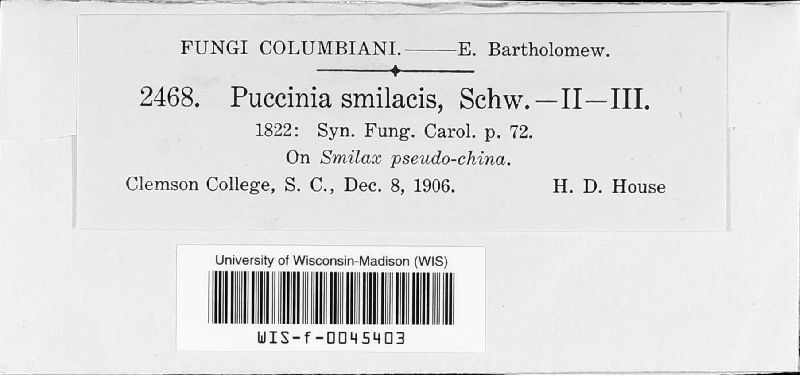 FUNGI COLUMBIANI.——E. Bartholomew.
2468. Puccinia smilacis, Schw.—II—III.
1822: Syn. Fung. Carol. p. 72.
On Smilax pseudo-china.
Clemson College, S. C., Dec. 8, 1906. H. D. House
University of Wisconsin-Madison (WIS)
WIS-f-0045403